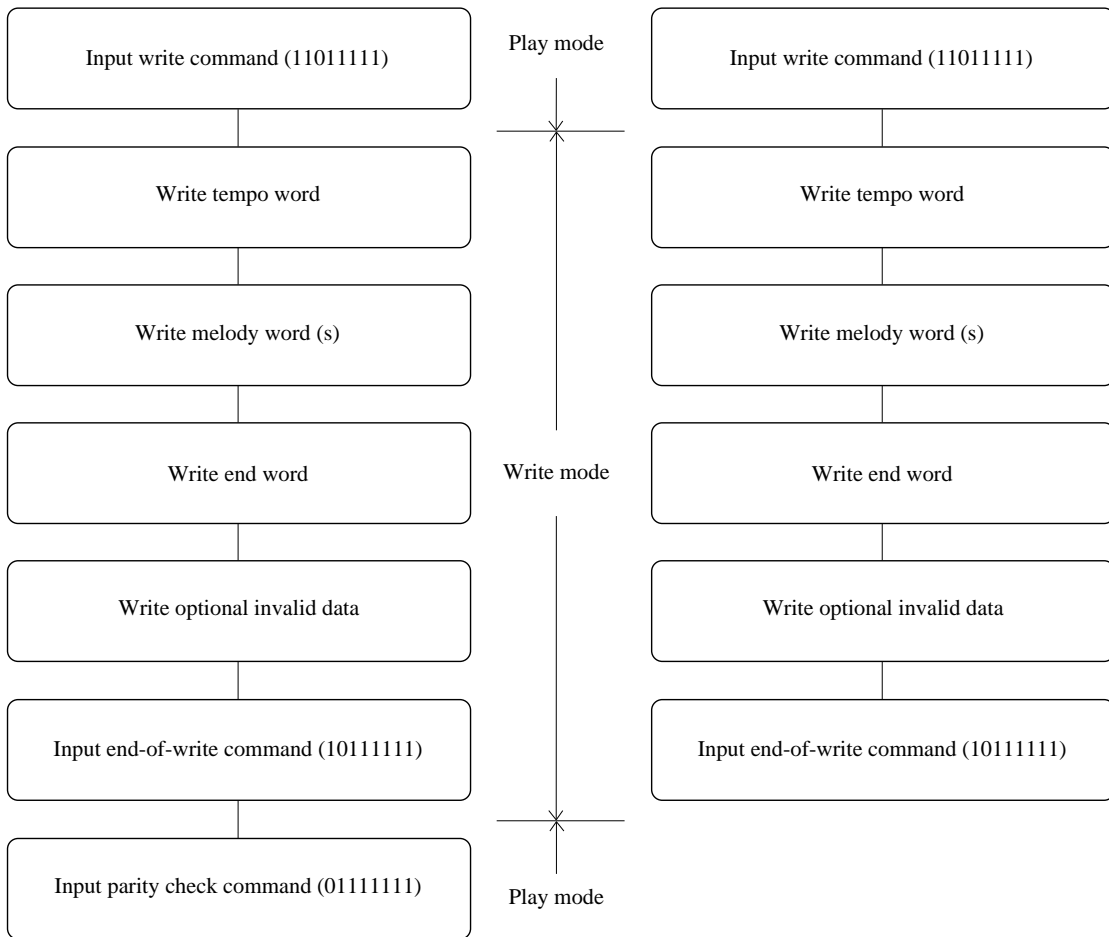 Input write command (11011111)
Write tempo word
Write melody word (s)
Write end word
Write optional invalid data
Input end-of-write command (10111111)
Input parity check command (01111111)
Play mode
Write mode
Play mode
Input write command (11011111)
Write tempo word
Write melody word (s)
Write end word
Write optional invalid data
Input end-of-write command (10111111)